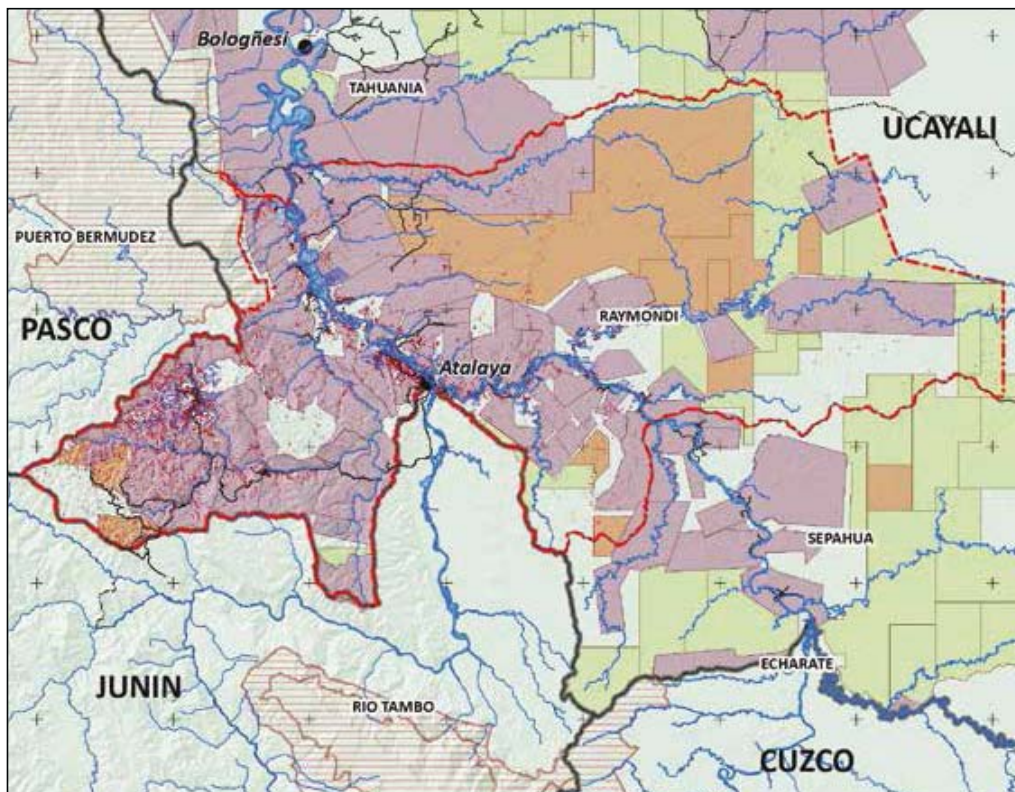 Bologñesi
TAHUANIA
UCAYALI
PUERTO BERMUDEZ
PASCO
RAYMONDI
Atalaya
SEPAHUA
JUNIN
RIO TAMBO
ECHARATE
CUZCO